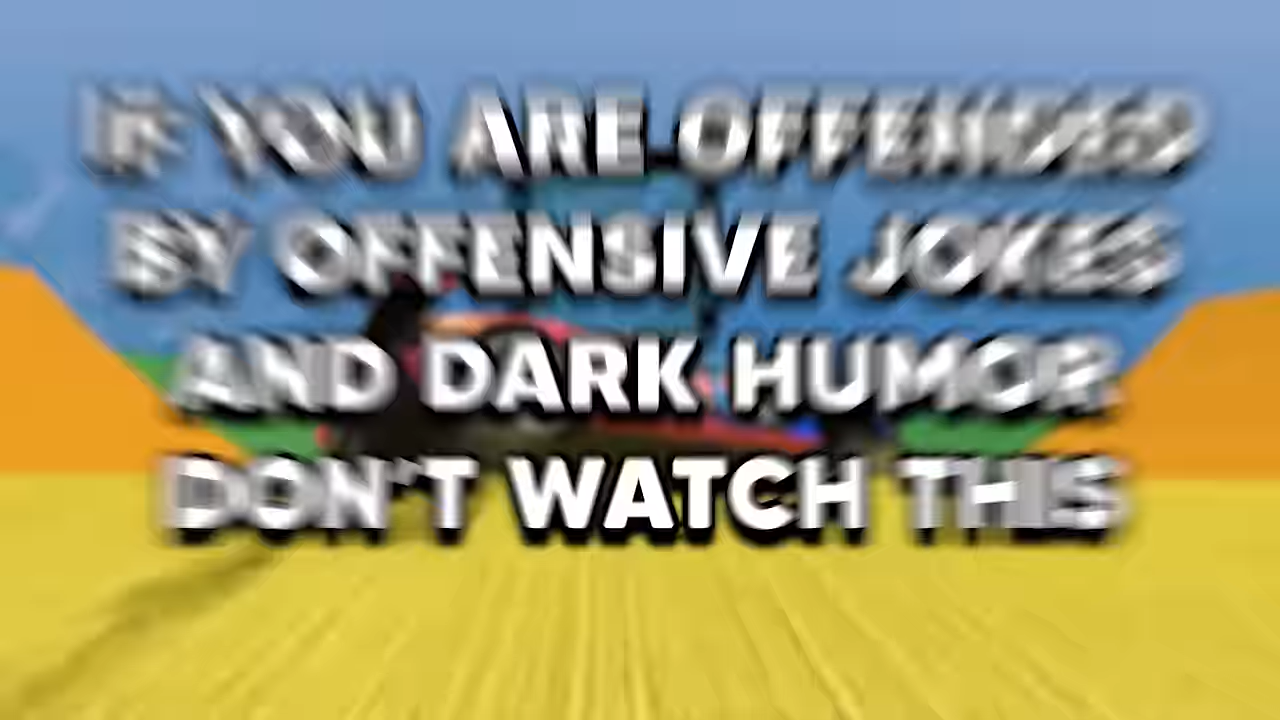 IF YOU ARE OFFENDED
BY OFFENSIVE JOKES
AND DARK HUMOR
DON'T WATCH THIS